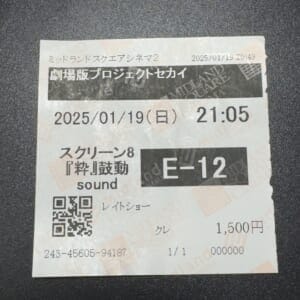 ミッドランドスクエアシネマ2 2025/01/19 20:49
劇場版プロジェクトセカイ
2025/01/19(日) 21:05
スクリーン8
『粋』鼓動
sound
E-12
レイトショー
クレ 1,500円
243-45605-94187 1/1 000000